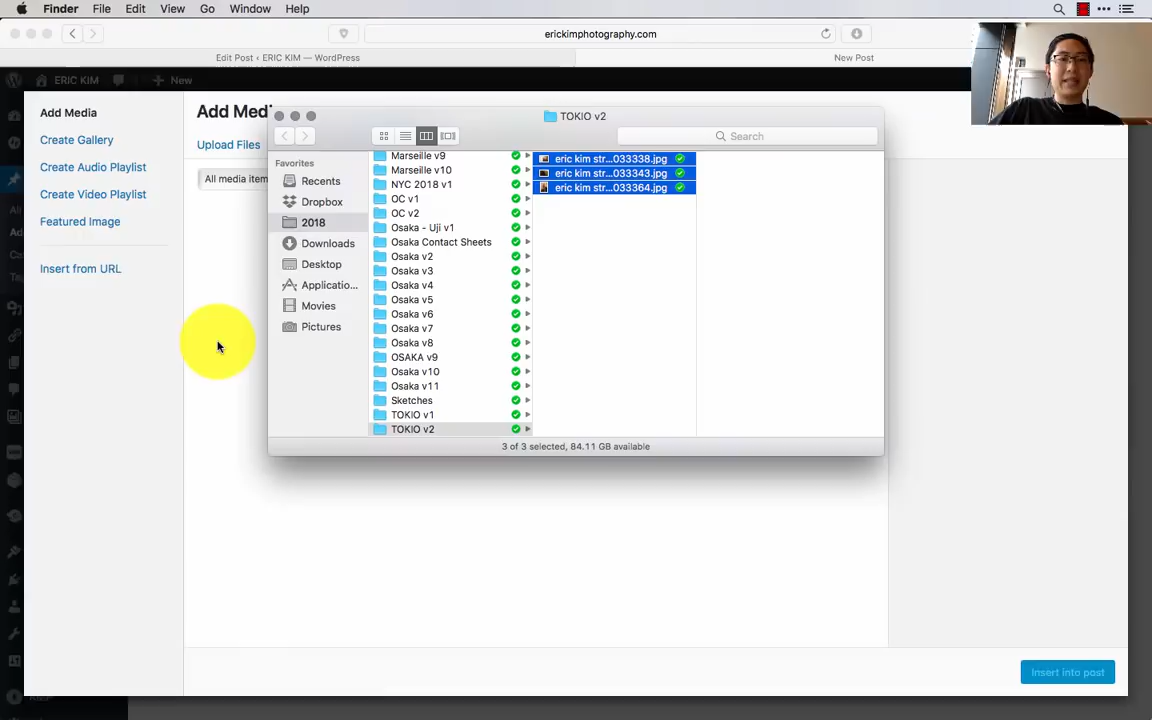 Finder File Edit View Go Window Help
erickimphotography.com
Edit Post ‹ ERIC KIM — WordPress
New Post
ERIC KIM
New
Add Media
Create Gallery
Create Audio Playlist
Create Video Playlist
Featured Image
Insert from URL
Add Medi
Upload Files
All media item
TOKIO v2
Search
Favorites
Recents
Dropbox
2018
Downloads
Desktop
Applicatio...
Movies
Pictures
Marseille v9
Marseille v10
NYC 2018 v1
OC v1
OC v2
Osaka - Uji v1
Osaka Contact Sheets
Osaka v2
Osaka v3
Osaka v4
Osaka v5
Osaka v6
Osaka v7
Osaka v8
OSAKA v9
Osaka v10
Osaka v11
Sketches
TOKIO v1
TOKIO v2
eric kim str...033338.jpg
eric kim str...033343.jpg
eric kim str...033364.jpg
3 of 3 selected, 84.11 GB available
Insert into post